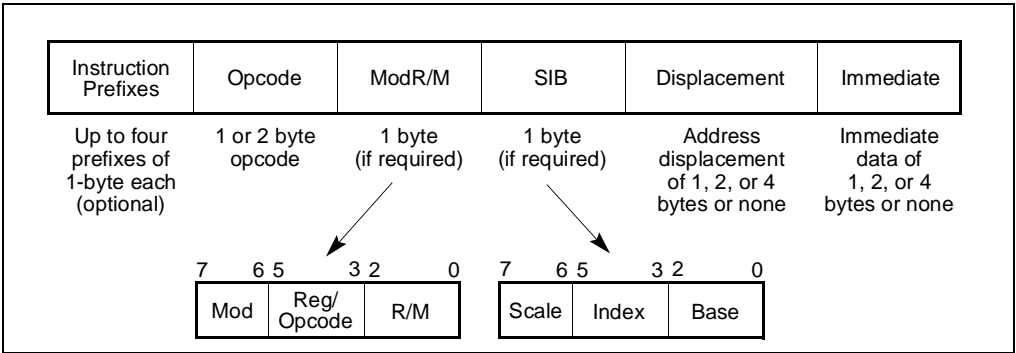 Instruction Prefixes
Opcode
ModR/M
SIB
Displacement
Immediate
Up to four
prefixes of
1-byte each
(optional)
1 or 2 byte
opcode
1 byte
(if required)
1 byte
(if required)
Address
displacement
of 1, 2, or 4
bytes or none
Immediate
data of
1, 2, or 4
bytes or none
7 6 5 3 2 0
Mod
Reg/
Opcode
R/M
7 6 5 3 2 0
Scale
Index
Base